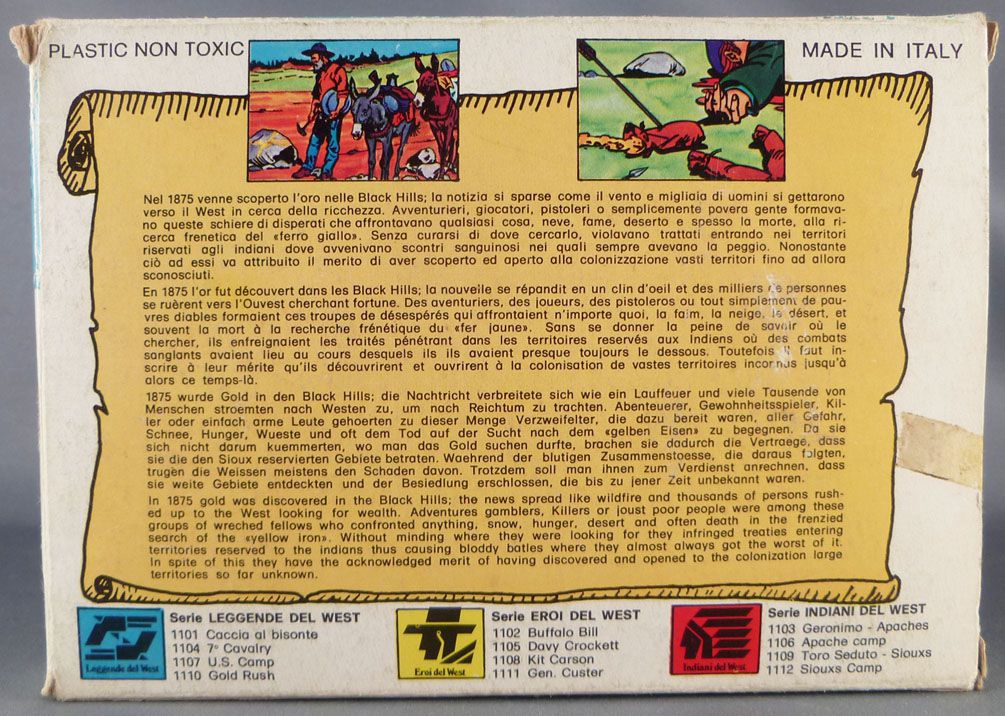 PLASTIC NON TOXIC
MADE IN ITALY
Nel 1875 venne scoperto l'oro nelle Black Hills; la notizia si sparse come il vento e migliaia di uomini si gettarono
verso il West in cerca della ricchezza. Avventurieri, giocatori, pistoleri o semplicemente povera gente formava-
no queste schiere di disperati che affrontavano qualsiasi cosa, neve, fame, deserto e spesso la morte, alla ri-
cerca frenetica del «ferro giallo». Senza curarsi di dove cercarlo, violavano trattati entrando nei territori
riservati agli indiani dove avvenivano scontri sanguinosi nei quali sempre avevano la peggio. Nonostante
ciò ad essi va attribuito il merito di aver scoperto ed aperto alla colonizzazione vasti territori fino ad allora
sconosciuti.
En 1875 l'or fut découvert dans les Black Hills; la nouvelle se répandit en un clin d'oeil et des milliers de personnes
se ruèrent vers l'Ouvest cherchant fortune. Des aventuriers, des joueurs, des pistoleros ou tout simplement de pau-
vres diables formaient ces troupes de désespérés qui affrontaient n'importe quoi, la faim, la neige, le désert, et
souvent la mort à la recherche frénétique du «fer jaune». Sans se donner la peine de savoir où le
chercher, ils enfreignaient les traités pénétrant dans les territoires reservés aux Indiens où des combats
sanglants avaient lieu au cours desquels ils ils avaient presque toujours le dessous. Toutefois il faut in-
scrire à leur mérite qu'ils découvrirent et ouvrirent à la colonisation de vastes territoires inconnus jusqu'à
alors ce temps-là.
1875 wurde Gold in den Black Hills; die Nachtricht verbreitete sich wie ein Lauffeuer und viele Tausende von
Menschen stroemten nach Westen zu, um nach Reichtum zu trachten. Abenteuerer, Gewohnheitsspieler, Kil-
ler oder einfach arme Leute gehoerten zu dieser Menge Verzweifelter, die dazu bereit waren, aller Gefahr,
Schnee, Hunger, Wueste und oft dem Tod auf der Sucht nach dem «gelben Eisen» zu begegnen. Da sie
sich nicht darum kuemmerten, wo man das Gold suchen durfte, brachen sie dadurch die Vertraege, dass
sie die den Sioux reservierten Gebiete betraten. Waehrend der blutigen Zusammenstoesse, die daraus folgten,
trugen die Weissen meistens den Schaden davon. Trotzdem soll man ihnen zum Verdienst anrechnen, dass
sie weite Gebiete entdeckten und der Besiedlung erschlossen, die bis zu jener Zeit unbekannt waren.
In 1875 gold was discovered in the Black Hills; the news spread like wildfire and thousands of persons rush-
ed up to the West looking for wealth. Adventures gamblers, Killers or joust poor people were among these
groups of wreched fellows who confronted anything, snow, hunger, desert and often death in the frenzied
search of the «yellow iron». Without minding where they were looking for they infringed treaties entering
territories reserved to the indians thus causing bloddy batles where they almost always got the worst of it.
In spite of this they have the acknowledged merit of having discovered and opened to the colonization large
territories so far unknown.
Leggende del West
Serie LEGGENDE DEL WEST
1101 Caccia al bisonte
1104 7° Cavalry
1107 U.S. Camp
1110 Gold Rush
Eroi del West
Serie EROI DEL WEST
1102 Buffalo Bill
1105 Davy Crockett
1108 Kit Carson
1111 Gen. Custer
Indiani del West
Serie INDIANI DEL WEST
1103 Geronimo - Apaches
1106 Apache camp
1109 Toro Seduto - Siouxs
1112 Siouxs Camp